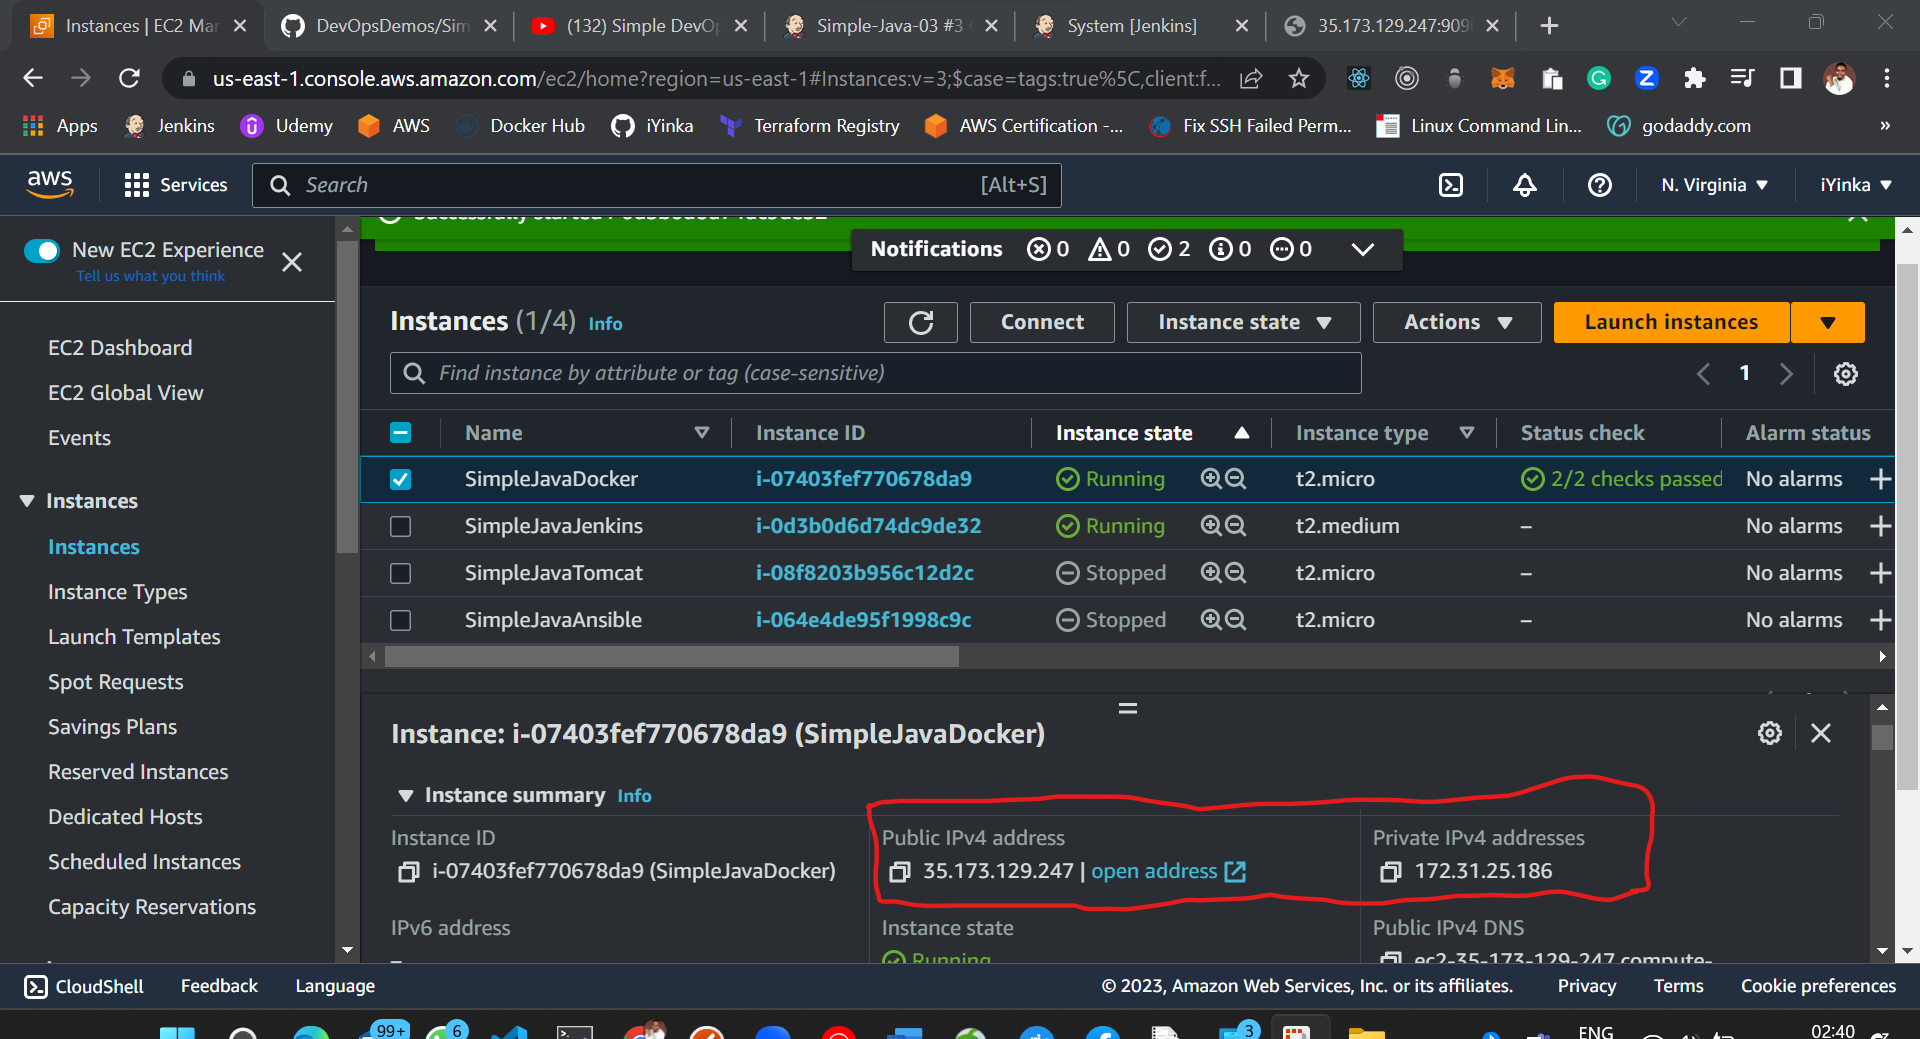 Instances | EC2 Mar
DevOpsDemos/Sim
(132) Simple DevOp
Simple-Java-03 #3
System [Jenkins]
35.173.129.247:909
us-east-1.console.aws.amazon.com/ec2/home?region=us-east-1#Instances:v=3;$case=tags:true%5C,client:f...
Apps
Jenkins
Udemy
AWS
Docker Hub
iYinka
Terraform Registry
AWS Certification -...
Fix SSH Failed Perm...
Linux Command Lin...
godaddy.com
»
aws
Services
Search
[Alt+S]
N. Virginia
iYinka
New EC2 Experience
Tell us what you think
Successfully started i-0d3b0d6d74dc9de32
Notifications
0
0
2
0
0
EC2 Dashboard
EC2 Global View
Events
Instances
Instances
Instance Types
Launch Templates
Spot Requests
Savings Plans
Reserved Instances
Dedicated Hosts
Scheduled Instances
Capacity Reservations
Instances (1/4) Info
Connect
Instance state
Actions
Launch instances
Find instance by attribute or tag (case-sensitive)
1
Name Instance ID Instance state Instance type Status check Alarm status
SimpleJavaDocker i-07403fef770678da9 Running t2.micro 2/2 checks passed No alarms
SimpleJavaJenkins i-0d3b0d6d74dc9de32 Running t2.medium – No alarms
SimpleJavaTomcat i-08f8203b956c12d2c Stopped t2.micro – No alarms
SimpleJavaAnsible i-064e4de95f1998c9c Stopped t2.micro – No alarms
Instance: i-07403fef770678da9 (SimpleJavaDocker)
Instance summary Info
Instance ID
i-07403fef770678da9 (SimpleJavaDocker)
Public IPv4 address
35.173.129.247 | open address
Private IPv4 addresses
172.31.25.186
IPv6 address
–
Instance state
Running
Public IPv4 DNS
ec2-35-173-129-247.compute-
CloudShell
Feedback
Language
© 2023, Amazon Web Services, Inc. or its affiliates.
Privacy
Terms
Cookie preferences
99+
6
3
ENG
02:40